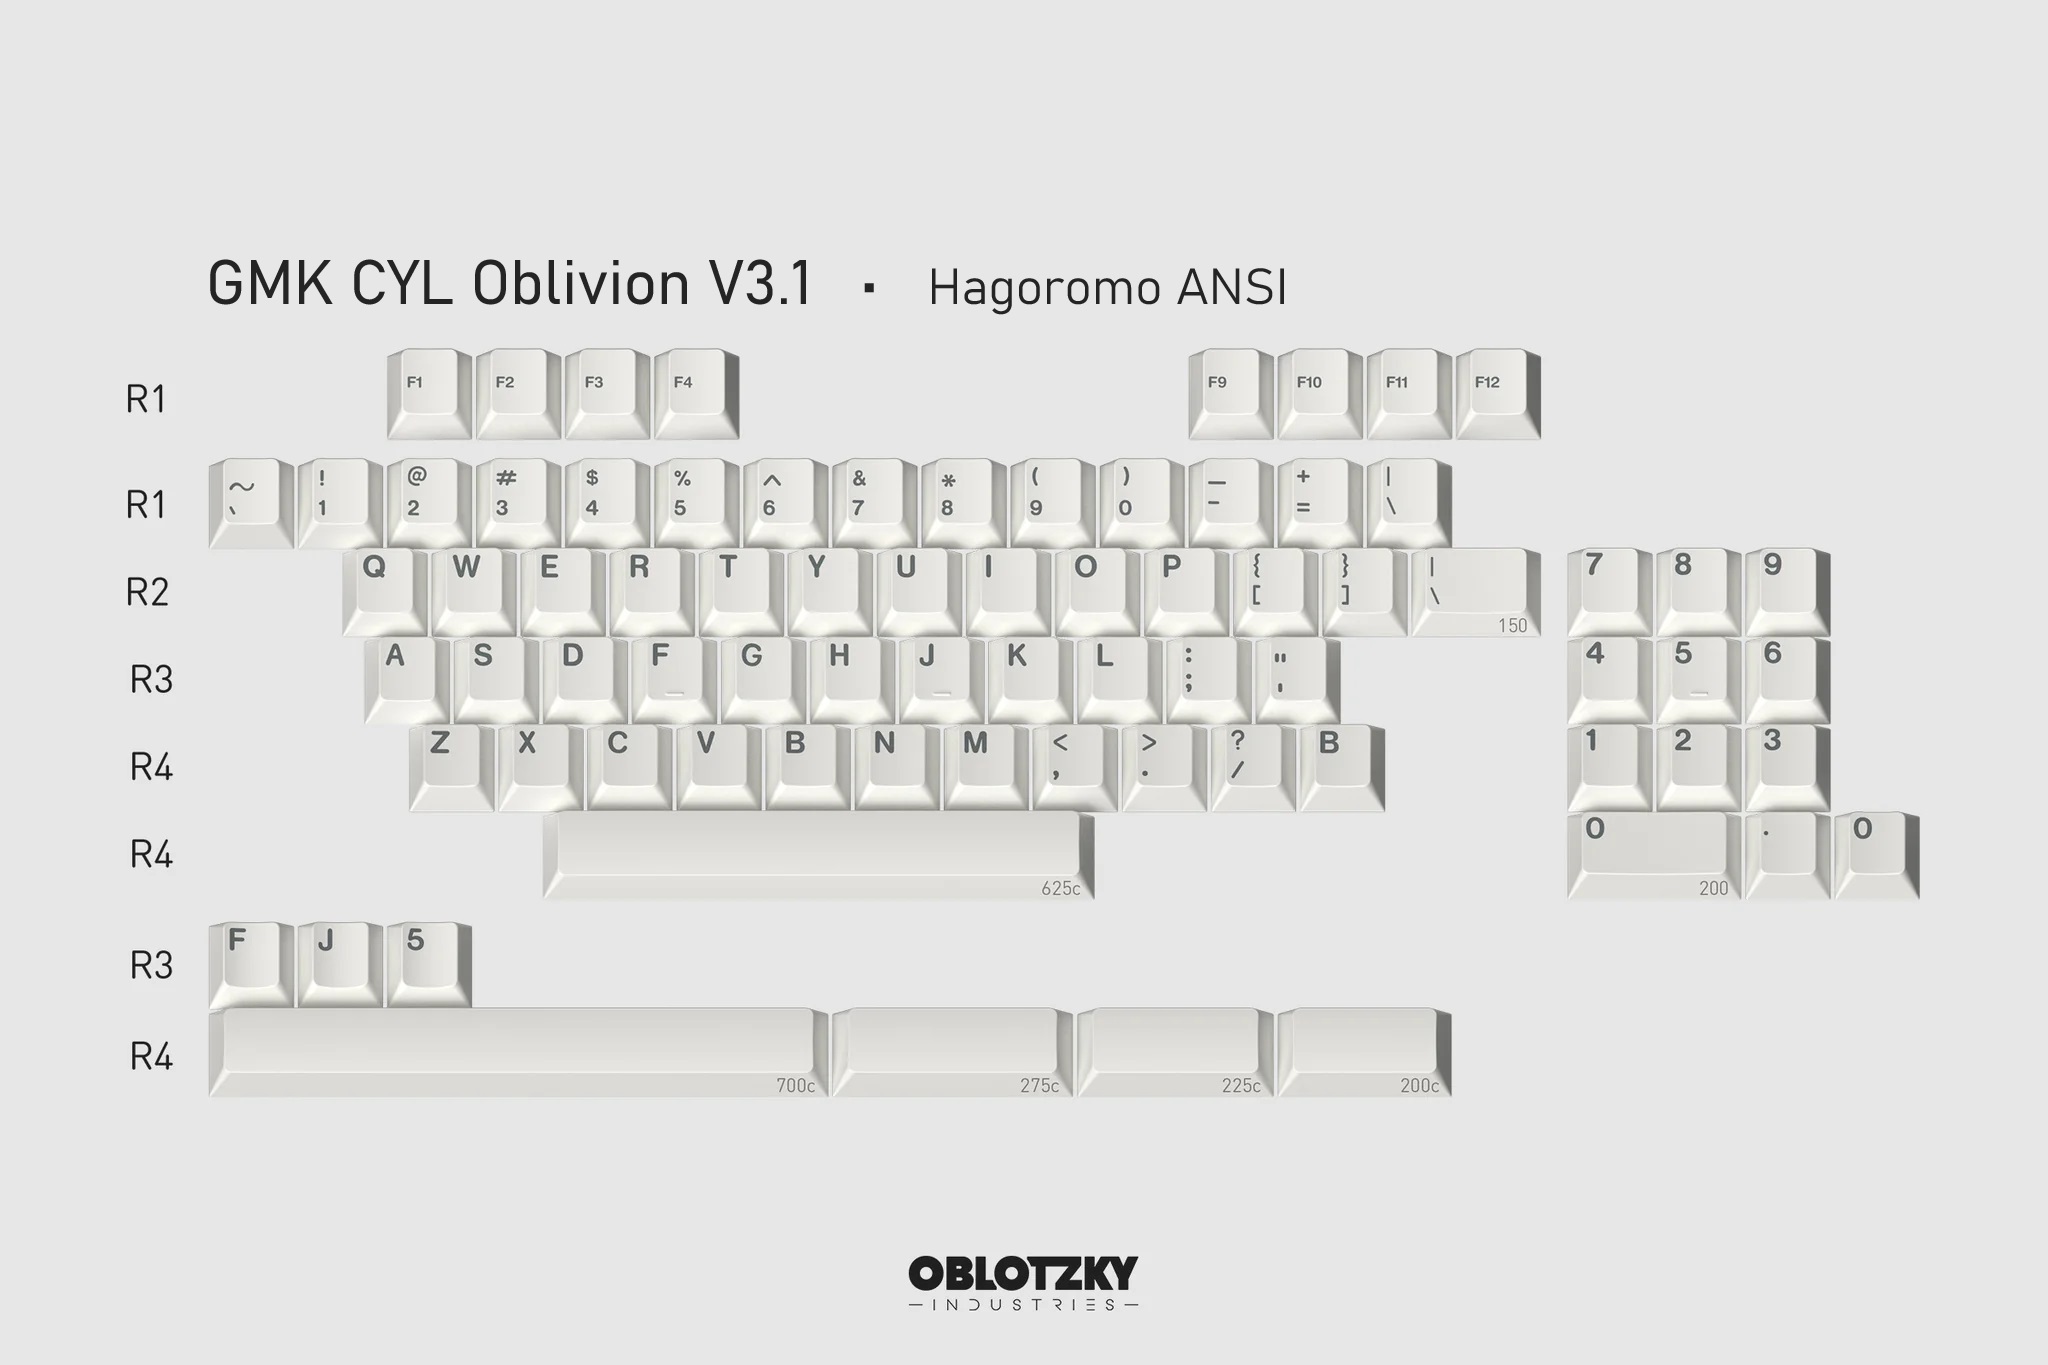 GMK CYL Oblivion V3.1 ▪ Hagoromo ANSI
R1 F1 F2 F3 F4 F9 F10 F11 F12
~ ! @ # $ % ^ & * ( ) _ + |
R1 ` 1 2 3 4 5 6 7 8 9 0 - = \
R2 Q W E R T Y U I O P { } | 7 8 9
[ ] \
150
R3 A S D F G H J K L : " 4 5 6
; '
R4 Z X C V B N M < > ? B 1 2 3
, . /
R4 0 . 0
625c 200
R3 F J 5
R4
700c 275c 225c 200c
OBLOTZKY
INDUSTRIES